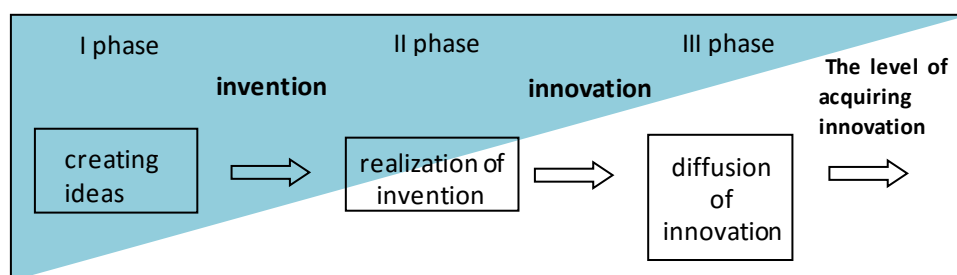 I phase
II phase
III phase
invention
innovation
The level of
acquiring
innovation
creating
ideas
realization of
invention
diffusion
of
innovation